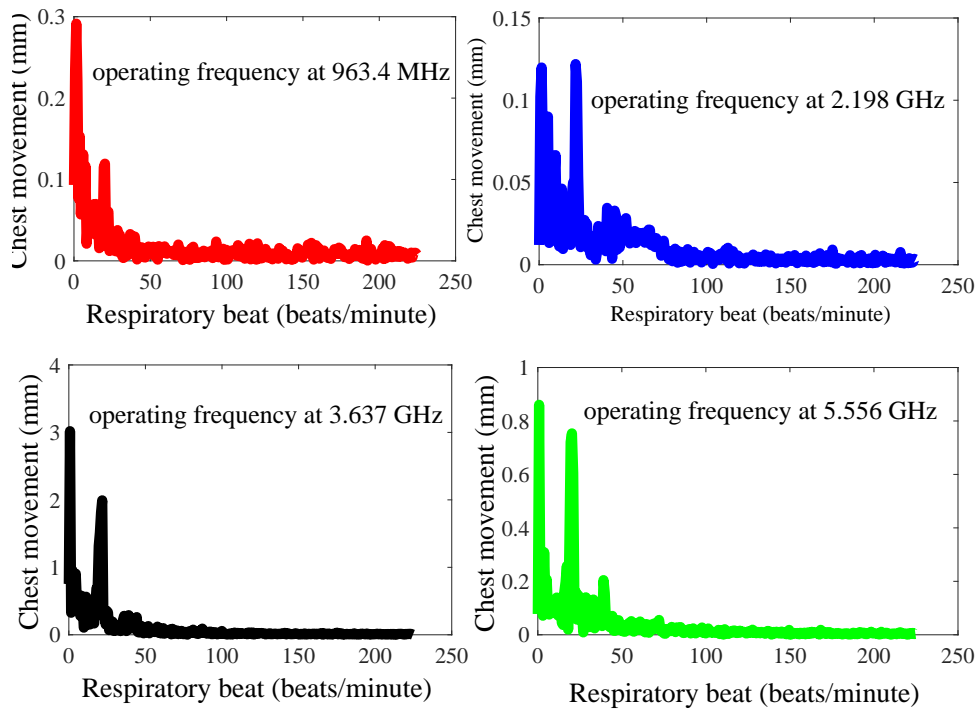 operating frequency at 963.4 MHz
Chest movement (mm)
0.3
0.2
0.1
0
0 50 100 150 200 250
Respiratory beat (beats/minute)
operating frequency at 2.198 GHz
Chest movement (mm)
0.15
0.1
0.05
0
0 50 100 150 200 250
Respiratory beat (beats/minute)
operating frequency at 3.637 GHz
Chest movement (mm)
4
3
2
1
0
0 50 100 150 200 250
Respiratory beat (beats/minute)
operating frequency at 5.556 GHz
Chest movement (mm)
1
0.8
0.6
0.4
0.2
0
0 50 100 150 200 250
Respiratory beat (beats/minute)